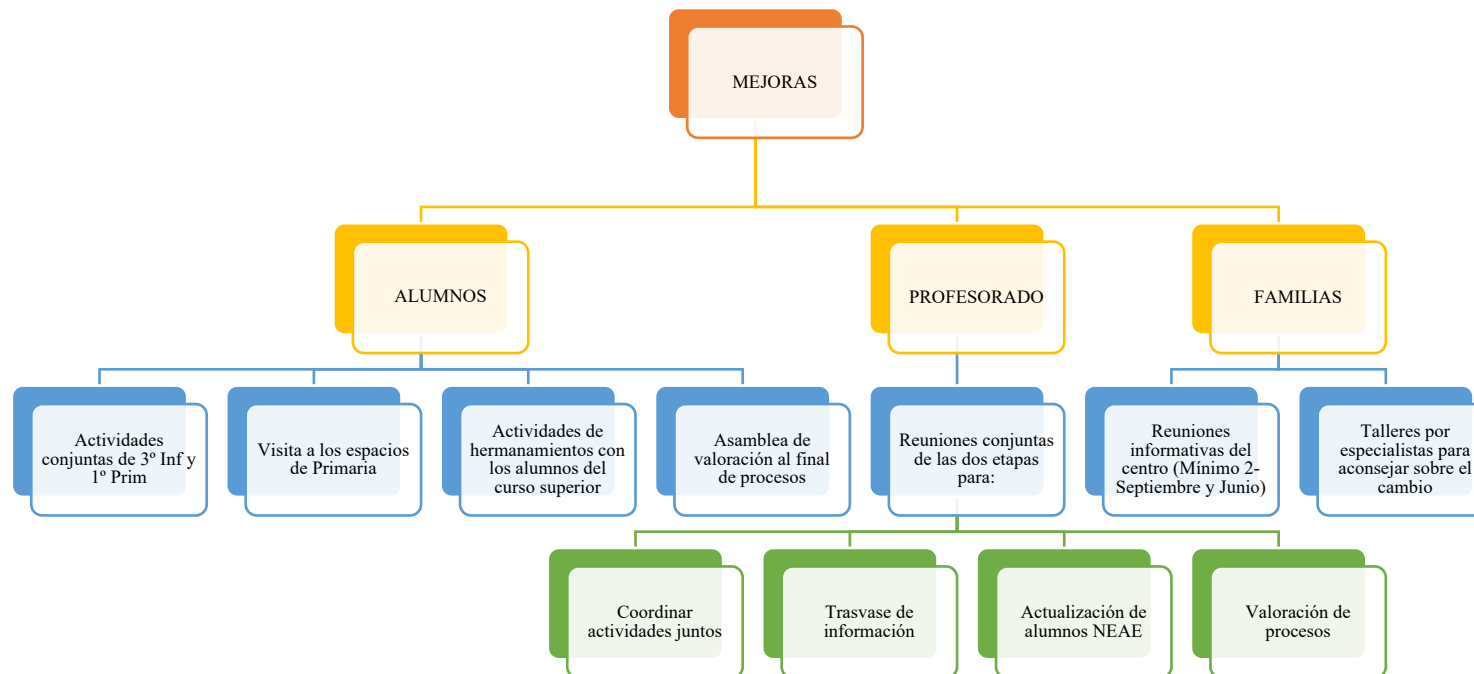 MEJORAS
ALUMNOS
PROFESORADO
FAMILIAS
Actividades
conjuntas de 3º Inf y
1º Prim
Visita a los espacios
de Primaria
Actividades de
hermanamientos con
los alumnos del
curso superior
Asamblea de
valoración al final
de procesos
Reuniones conjuntas
de las dos etapas
para:
Reuniones
informativas del
centro (Mínimo 2-
Septiembre y Junio)
Talleres por
especialistas para
aconsejar sobre el
cambio
Coordinar
actividades juntos
Trasvase de
información
Actualización de
alumnos NEAE
Valoración de
procesos